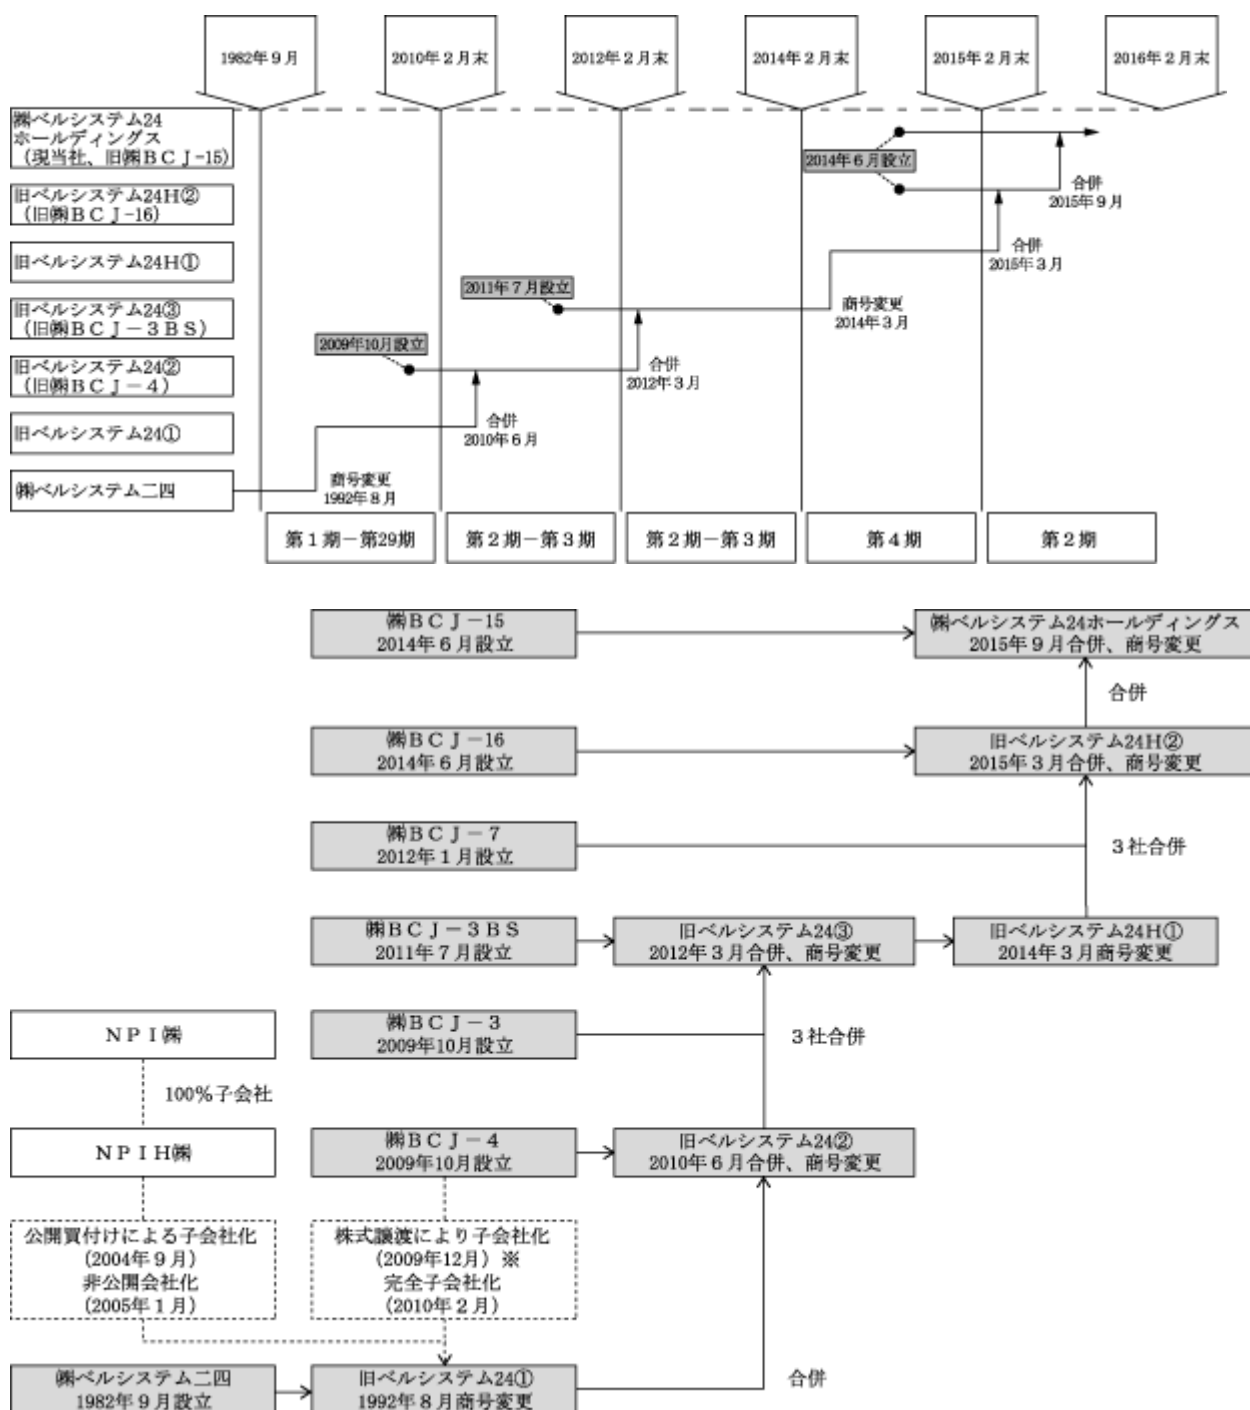 1982年９月
2010年２月末
2012年２月末
2014年２月末
2015年２月末
2016年２月末
㈱ベルシステム24
ホールディングス
（現当社、旧㈱ＢＣＪ-15）
2014年６月設立
合併
2015年９月
旧ベルシステム24Ｈ②
（旧㈱ＢＣＪ-16）
合併
2015年３月
旧ベルシステム24Ｈ①
2011年７月設立
商号変更
2014年３月
旧ベルシステム24③
（旧㈱ＢＣＪ－３ＢＳ）
2009年10月設立
合併
2012年３月
旧ベルシステム24②
（旧㈱ＢＣＪ－４）
合併
2010年６月
旧ベルシステム24①
商号変更
1992年８月
㈱ベルシステム二四
第１期－第29期
第２期－第３期
第２期－第３期
第４期
第２期
㈱ＢＣＪ－15
2014年６月設立
㈱ベルシステム24ホールディングス
2015年９月合併、商号変更
合併
㈱ＢＣＪ－16
2014年６月設立
旧ベルシステム24Ｈ②
2015年３月合併、商号変更
㈱ＢＣＪ－７
2012年１月設立
３社合併
㈱ＢＣＪ－３ＢＳ
2011年７月設立
旧ベルシステム24③
2012年３月合併、商号変更
旧ベルシステム24Ｈ①
2014年３月商号変更
ＮＰＩ㈱
㈱ＢＣＪ－３
2009年10月設立
３社合併
100％子会社
ＮＰＩＨ㈱
㈱ＢＣＪ－４
2009年10月設立
旧ベルシステム24②
2010年６月合併、商号変更
公開買付けによる子会社化
（2004年９月）
非公開会社化
（2005年１月）
株式譲渡により子会社化
（2009年12月）※
完全子会社化
（2010年２月）
㈱ベルシステム二四
1982年９月設立
旧ベルシステム24①
1992年８月商号変更
合併